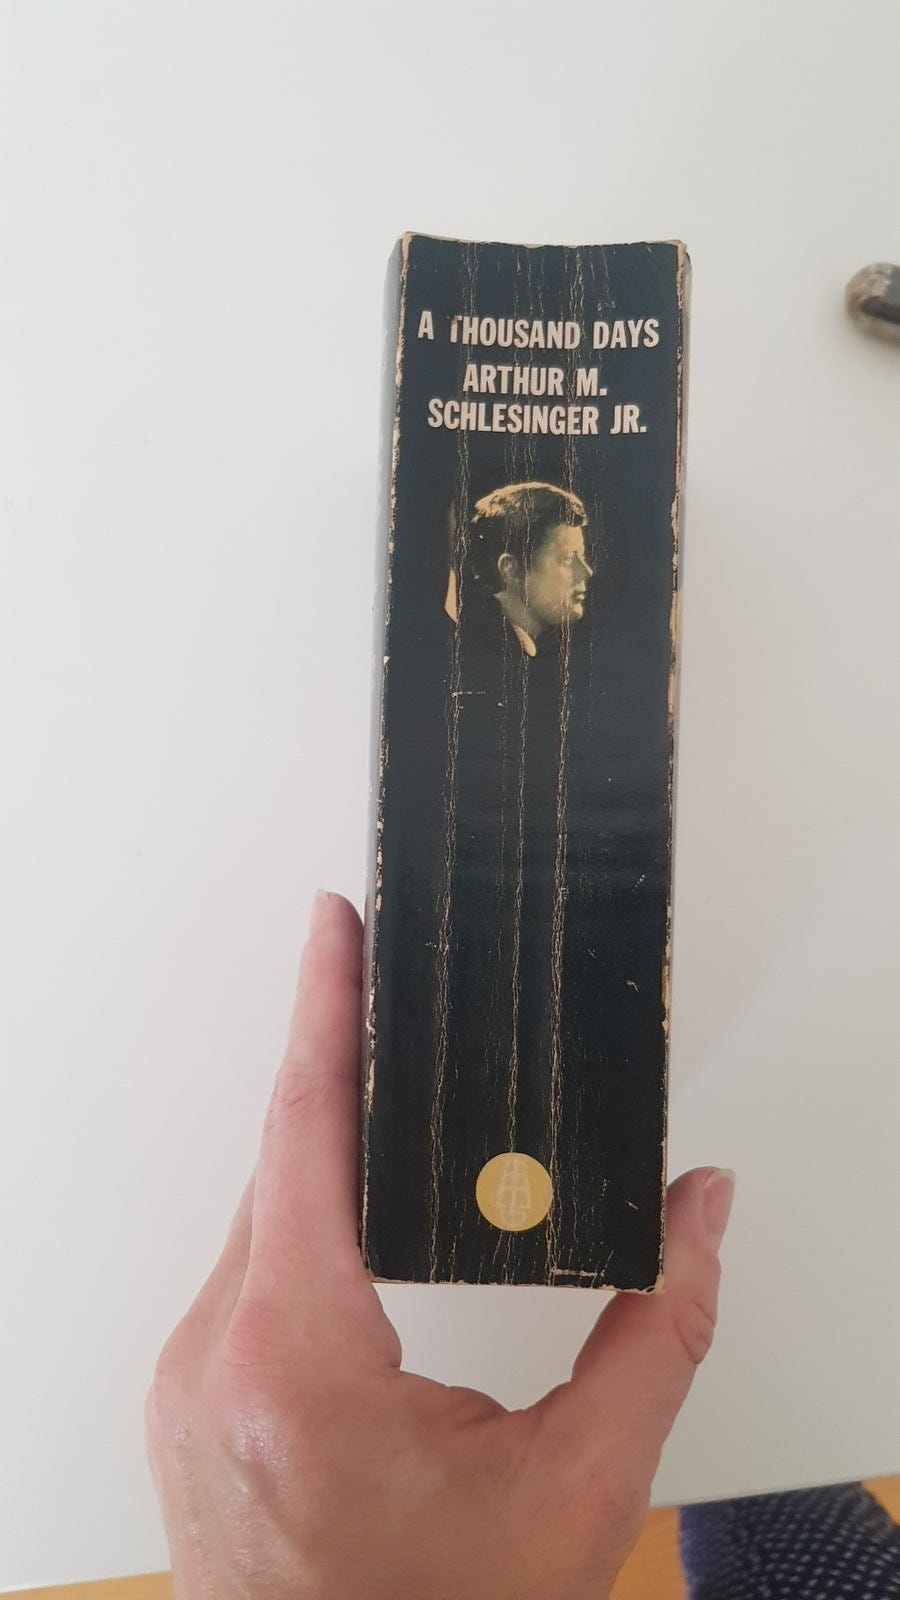 A THOUSAND DAYS
ARTHUR M.
SCHLESINGER JR.